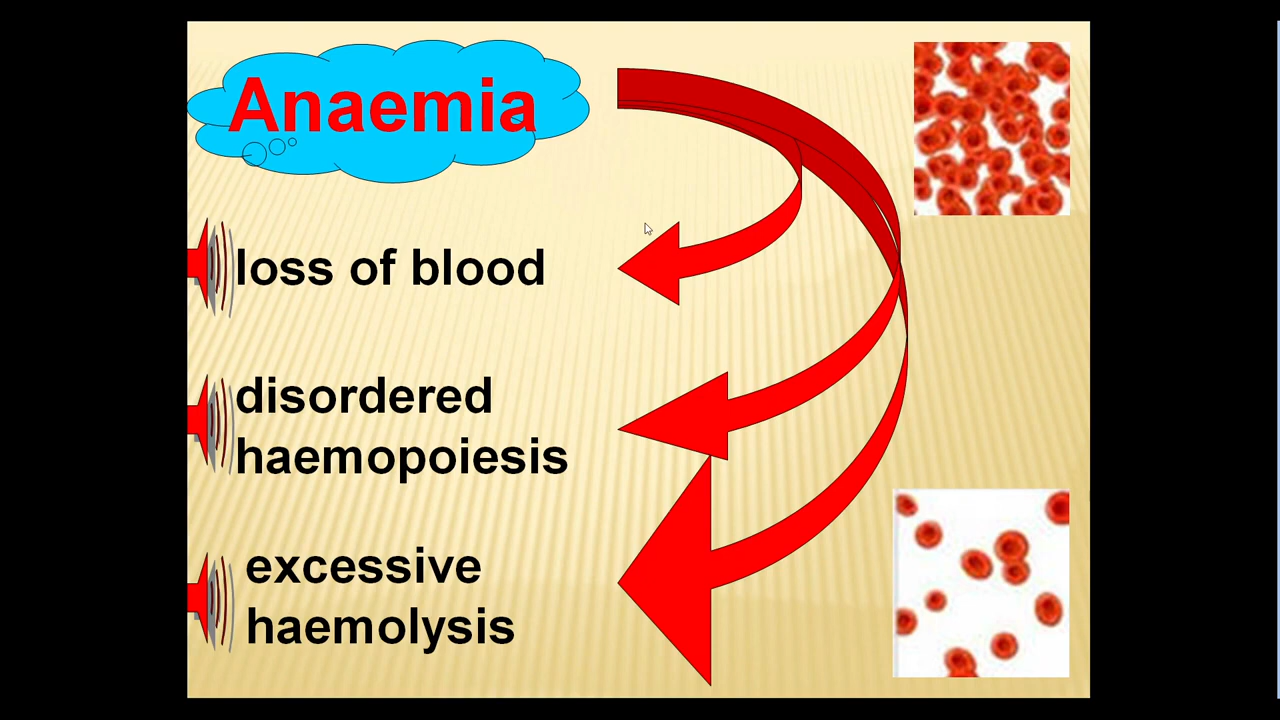 Anaemia
loss of blood
disordered
haemopoiesis
excessive
haemolysis